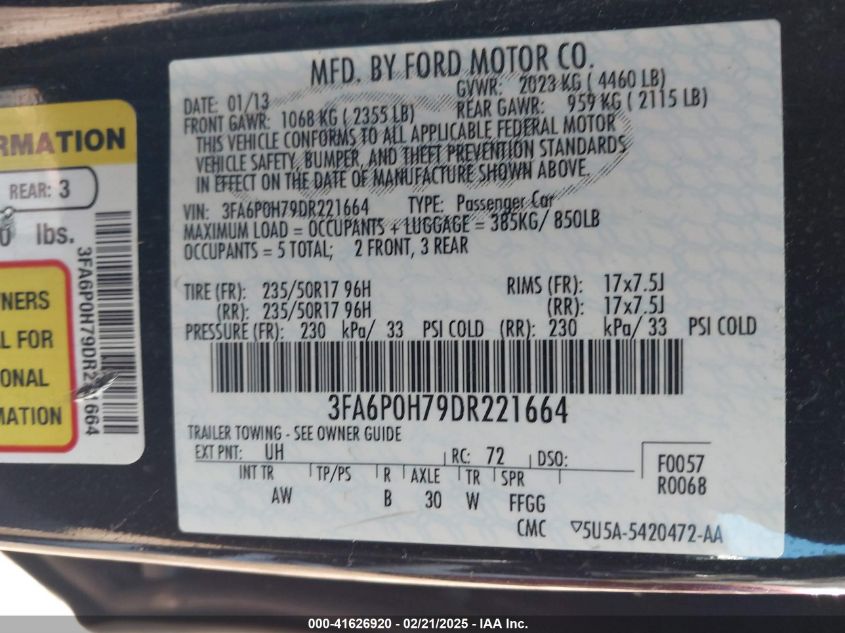 MFD. BY FORD MOTOR CO.
DATE: 01/13 GVWR: 2023 KG ( 4460 LB)
FRONT GAWR: 1068 KG ( 2355 LB) REAR GAWR: 959 KG ( 2115 LB)
THIS VEHICLE CONFORMS TO ALL APPLICABLE FEDERAL MOTOR
VEHICLE SAFETY, BUMPER, AND THEFT PREVENTION STANDARDS
IN EFFECT ON THE DATE OF MANUFACTURE SHOWN ABOVE.
VIN: 3FA6P0H79DR221664 TYPE: Passenger Car
MAXIMUM LOAD = OCCUPANTS + LUGGAGE = 385KG/ 850LB
OCCUPANTS = 5 TOTAL; 2 FRONT, 3 REAR
TIRE (FR): 235/50R17 96H RIMS (FR): 17x7.5J
(RR): 235/50R17 96H (RR): 17x7.5J
PRESSURE (FR): 230 kPa/ 33 PSI COLD (RR): 230 kPa/ 33 PSI COLD
3FA6P0H79DR221664
TRAILER TOWING - SEE OWNER GUIDE
EXT PNT: UH RC: 72 DSO:
INT TR TP/PS R AXLE TR SPR
AW B 30 W FFGG
F0057
R0068
CMC ▽5U5A-5420472-AA
RMATION
REAR: 3
0 lbs.
WNERS
L FOR
IONAL
MATION
3FA6P0H79DR221664
000-41626920 - 02/21/2025 - IAA Inc.